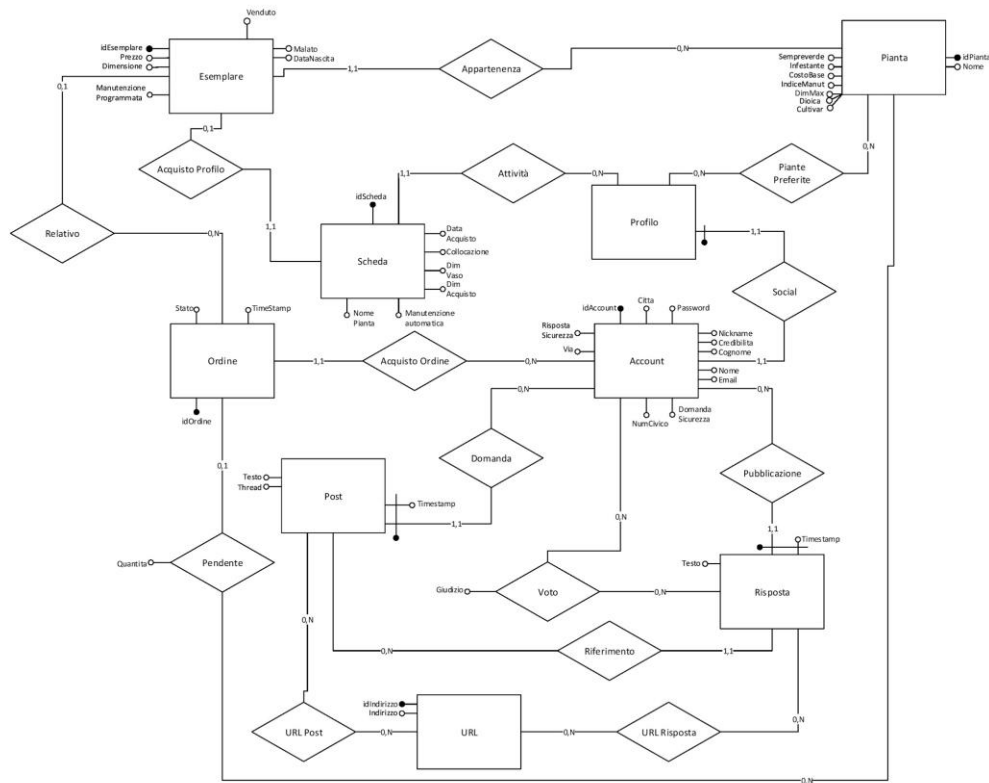 Venduto
idEsemplare
Prezzo
Dimensione
Manutenzione
Programmata
Esemplare
Malato
DataNascita
1,1
Appartenenza
0,N
Sempreverde
Infestante
CostoBase
IndiceManut
DimMax
Dioica
Cultivar
Pianta
idPianta
Nome
0,1
0,1
Acquisto Profilo
1,1
Attività
0,N
0,N
Piante
Preferite
0,N
Relativo
0,N
1,1
idScheda
Scheda
Data
Acquisto
Collocazione
Dim
Vaso
Dim
Acquisto
Nome
Pianta
Manutenzione
automatica
Profilo
1,1
Social
1,1
Stato
TimeStamp
Ordine
idOrdine
1,1
Acquisto Ordine
0,N
idAccount
Citta
Password
Risposta
Sicurezza
Via
Account
Nickname
Credibilita
Cognome
Nome
Email
NumCivico
Domanda
Sicurezza
0,N
0,N
Domanda
1,1
Pubblicazione
1,1
Testo
Thread
Post
Timestamp
0,1
Quantita
Pendente
0,N
0,N
Giudizio
Voto
0,N
Timestamp
Testo
Risposta
0,N
0,N
Riferimento
1,1
URL Post
0,N
idIndirizzo
Indirizzo
URL
0,N
URL Risposta
0,N
0,N